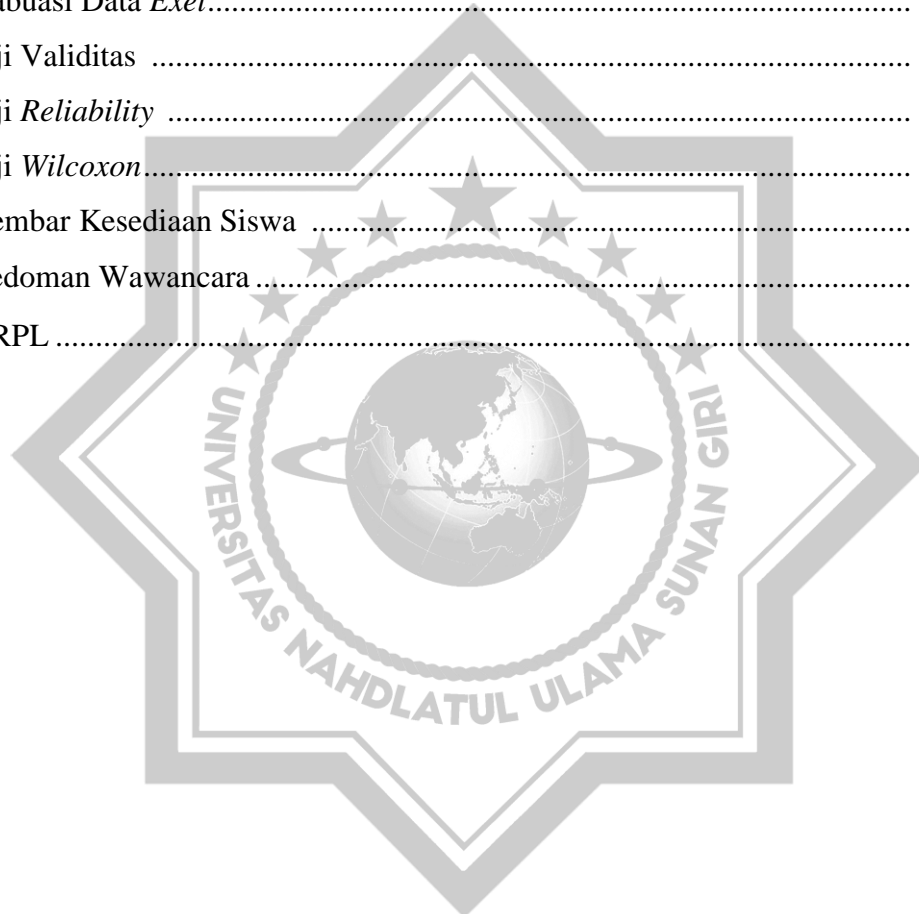 abuasi Data Exel....................................................................................
ji Validitas ....................................................................................
ji Reliability ....................................................................................
ji Wilcoxon....................................................................................
embar Kesediaan Siswa ..................................................................
edoman Wawancara........................................................................
RPL ....................................................................................
UNIVERSITAS NAHDLATUL ULAMA SUNAN GIRI